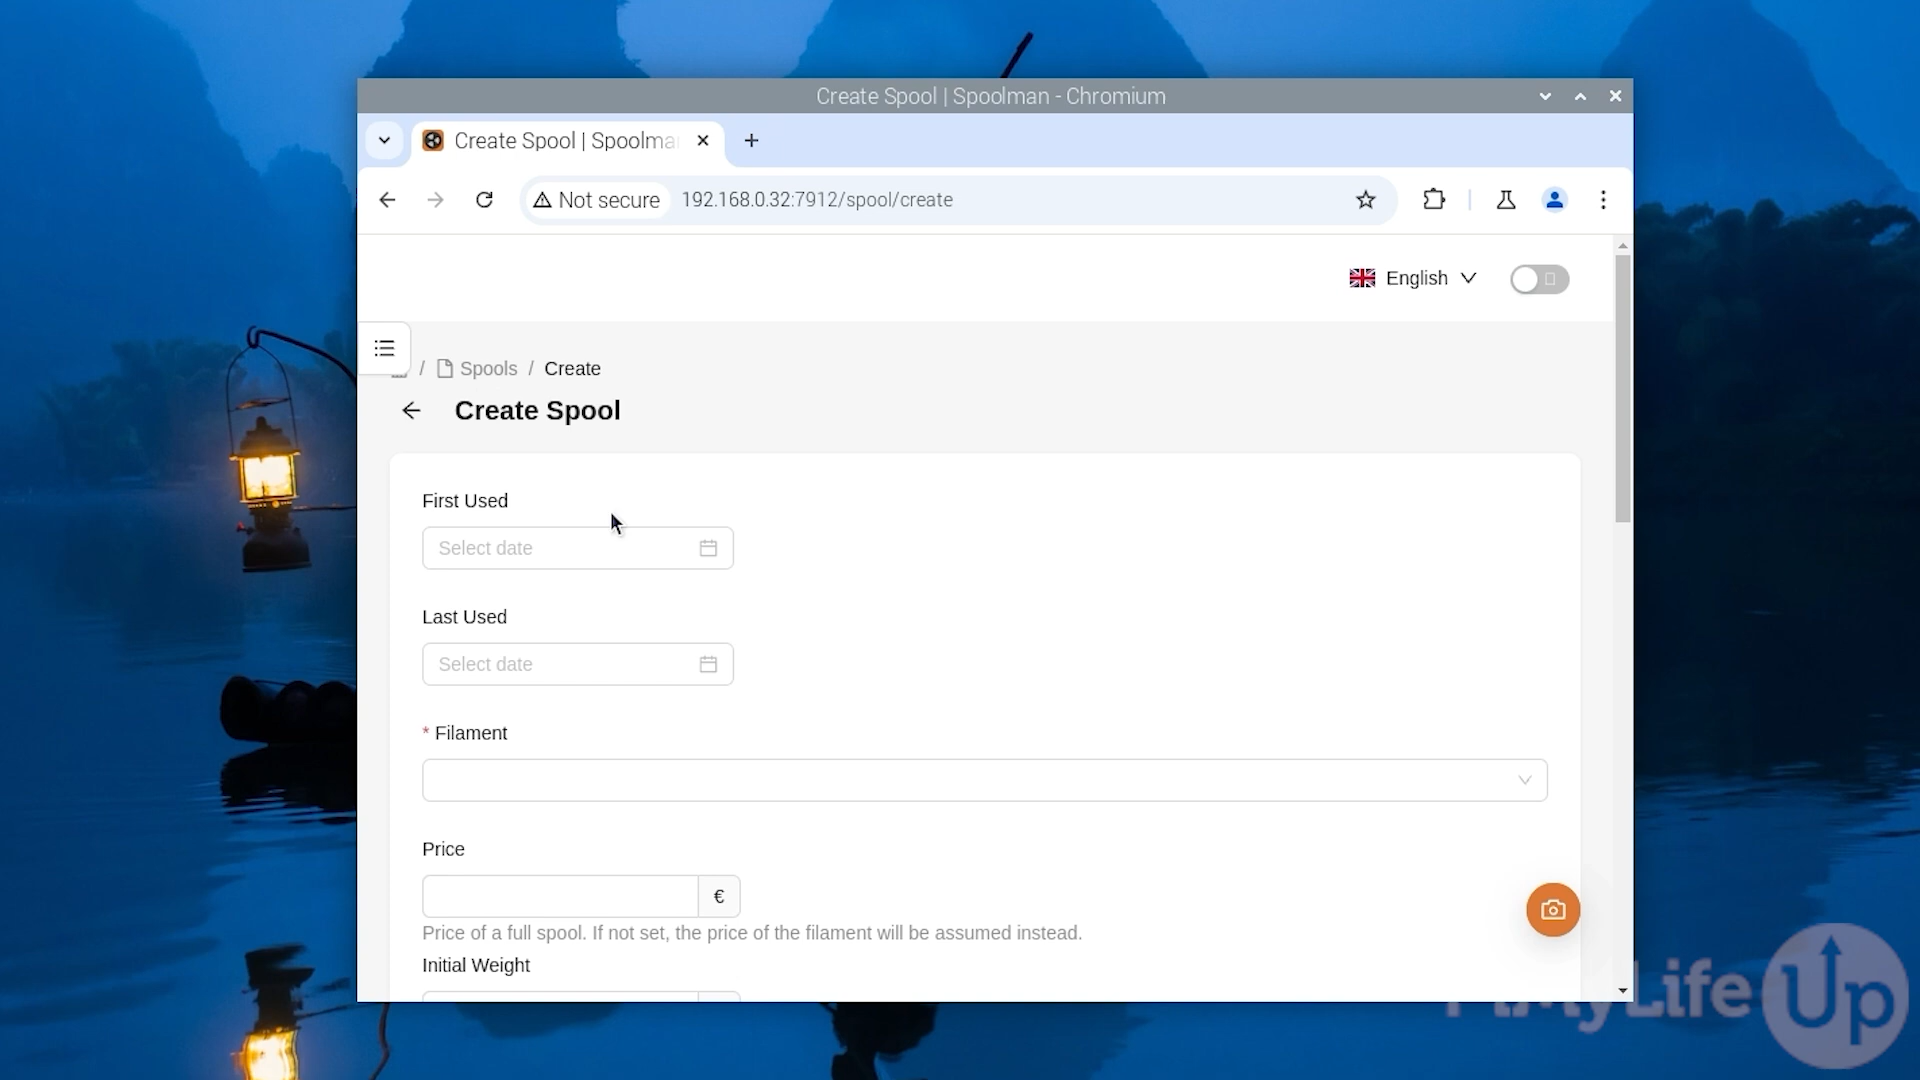 Create Spool | Spoolman - Chromium
Create Spool | Spoolma
Not secure
192.168.0.32:7912/spool/create
English
/ Spools / Create
Create Spool
First Used
Select date
Last Used
Select date
* Filament
Price
€
Price of a full spool. If not set, the price of the filament will be assumed instead.
Initial Weight
PiMyLife
Up